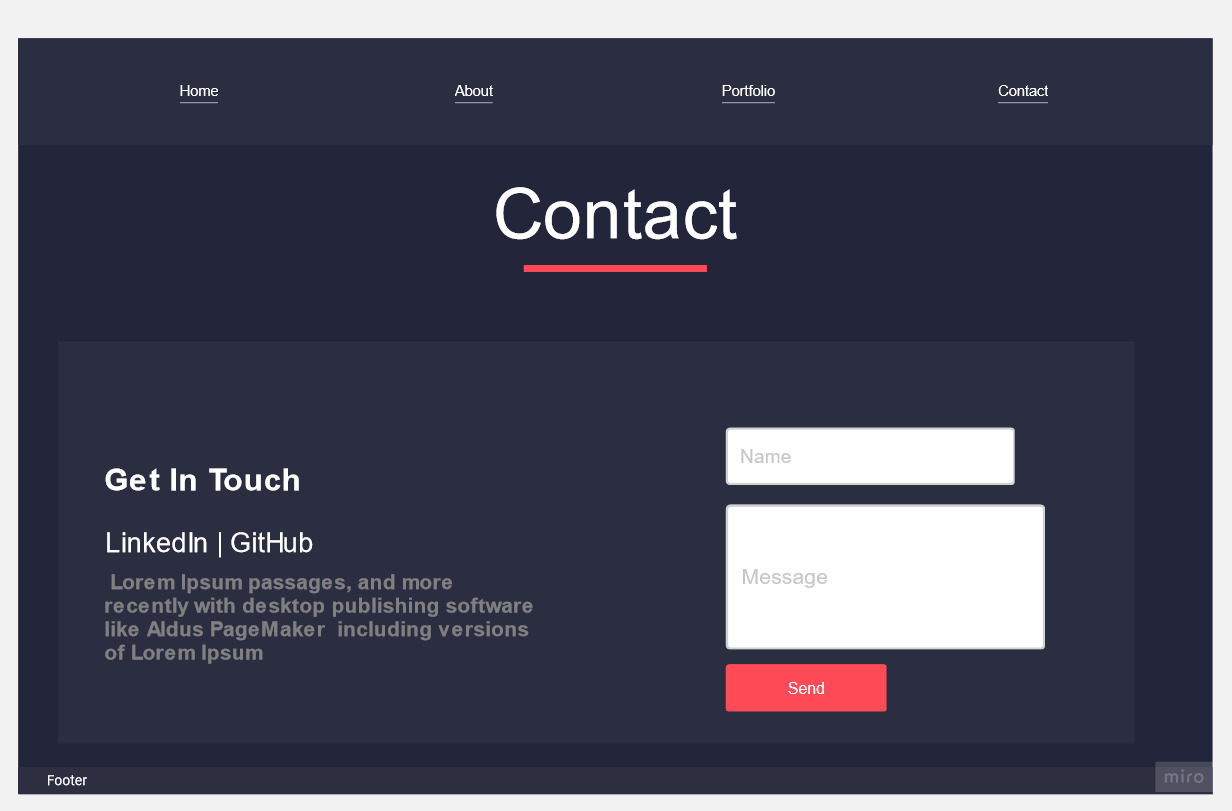 Home About Portfolio Contact
Contact
Get In Touch
LinkedIn | GitHub
Lorem Ipsum passages, and more
recently with desktop publishing software
like Aldus PageMaker including versions
of Lorem Ipsum
Name
Message
Send
Footer
miro